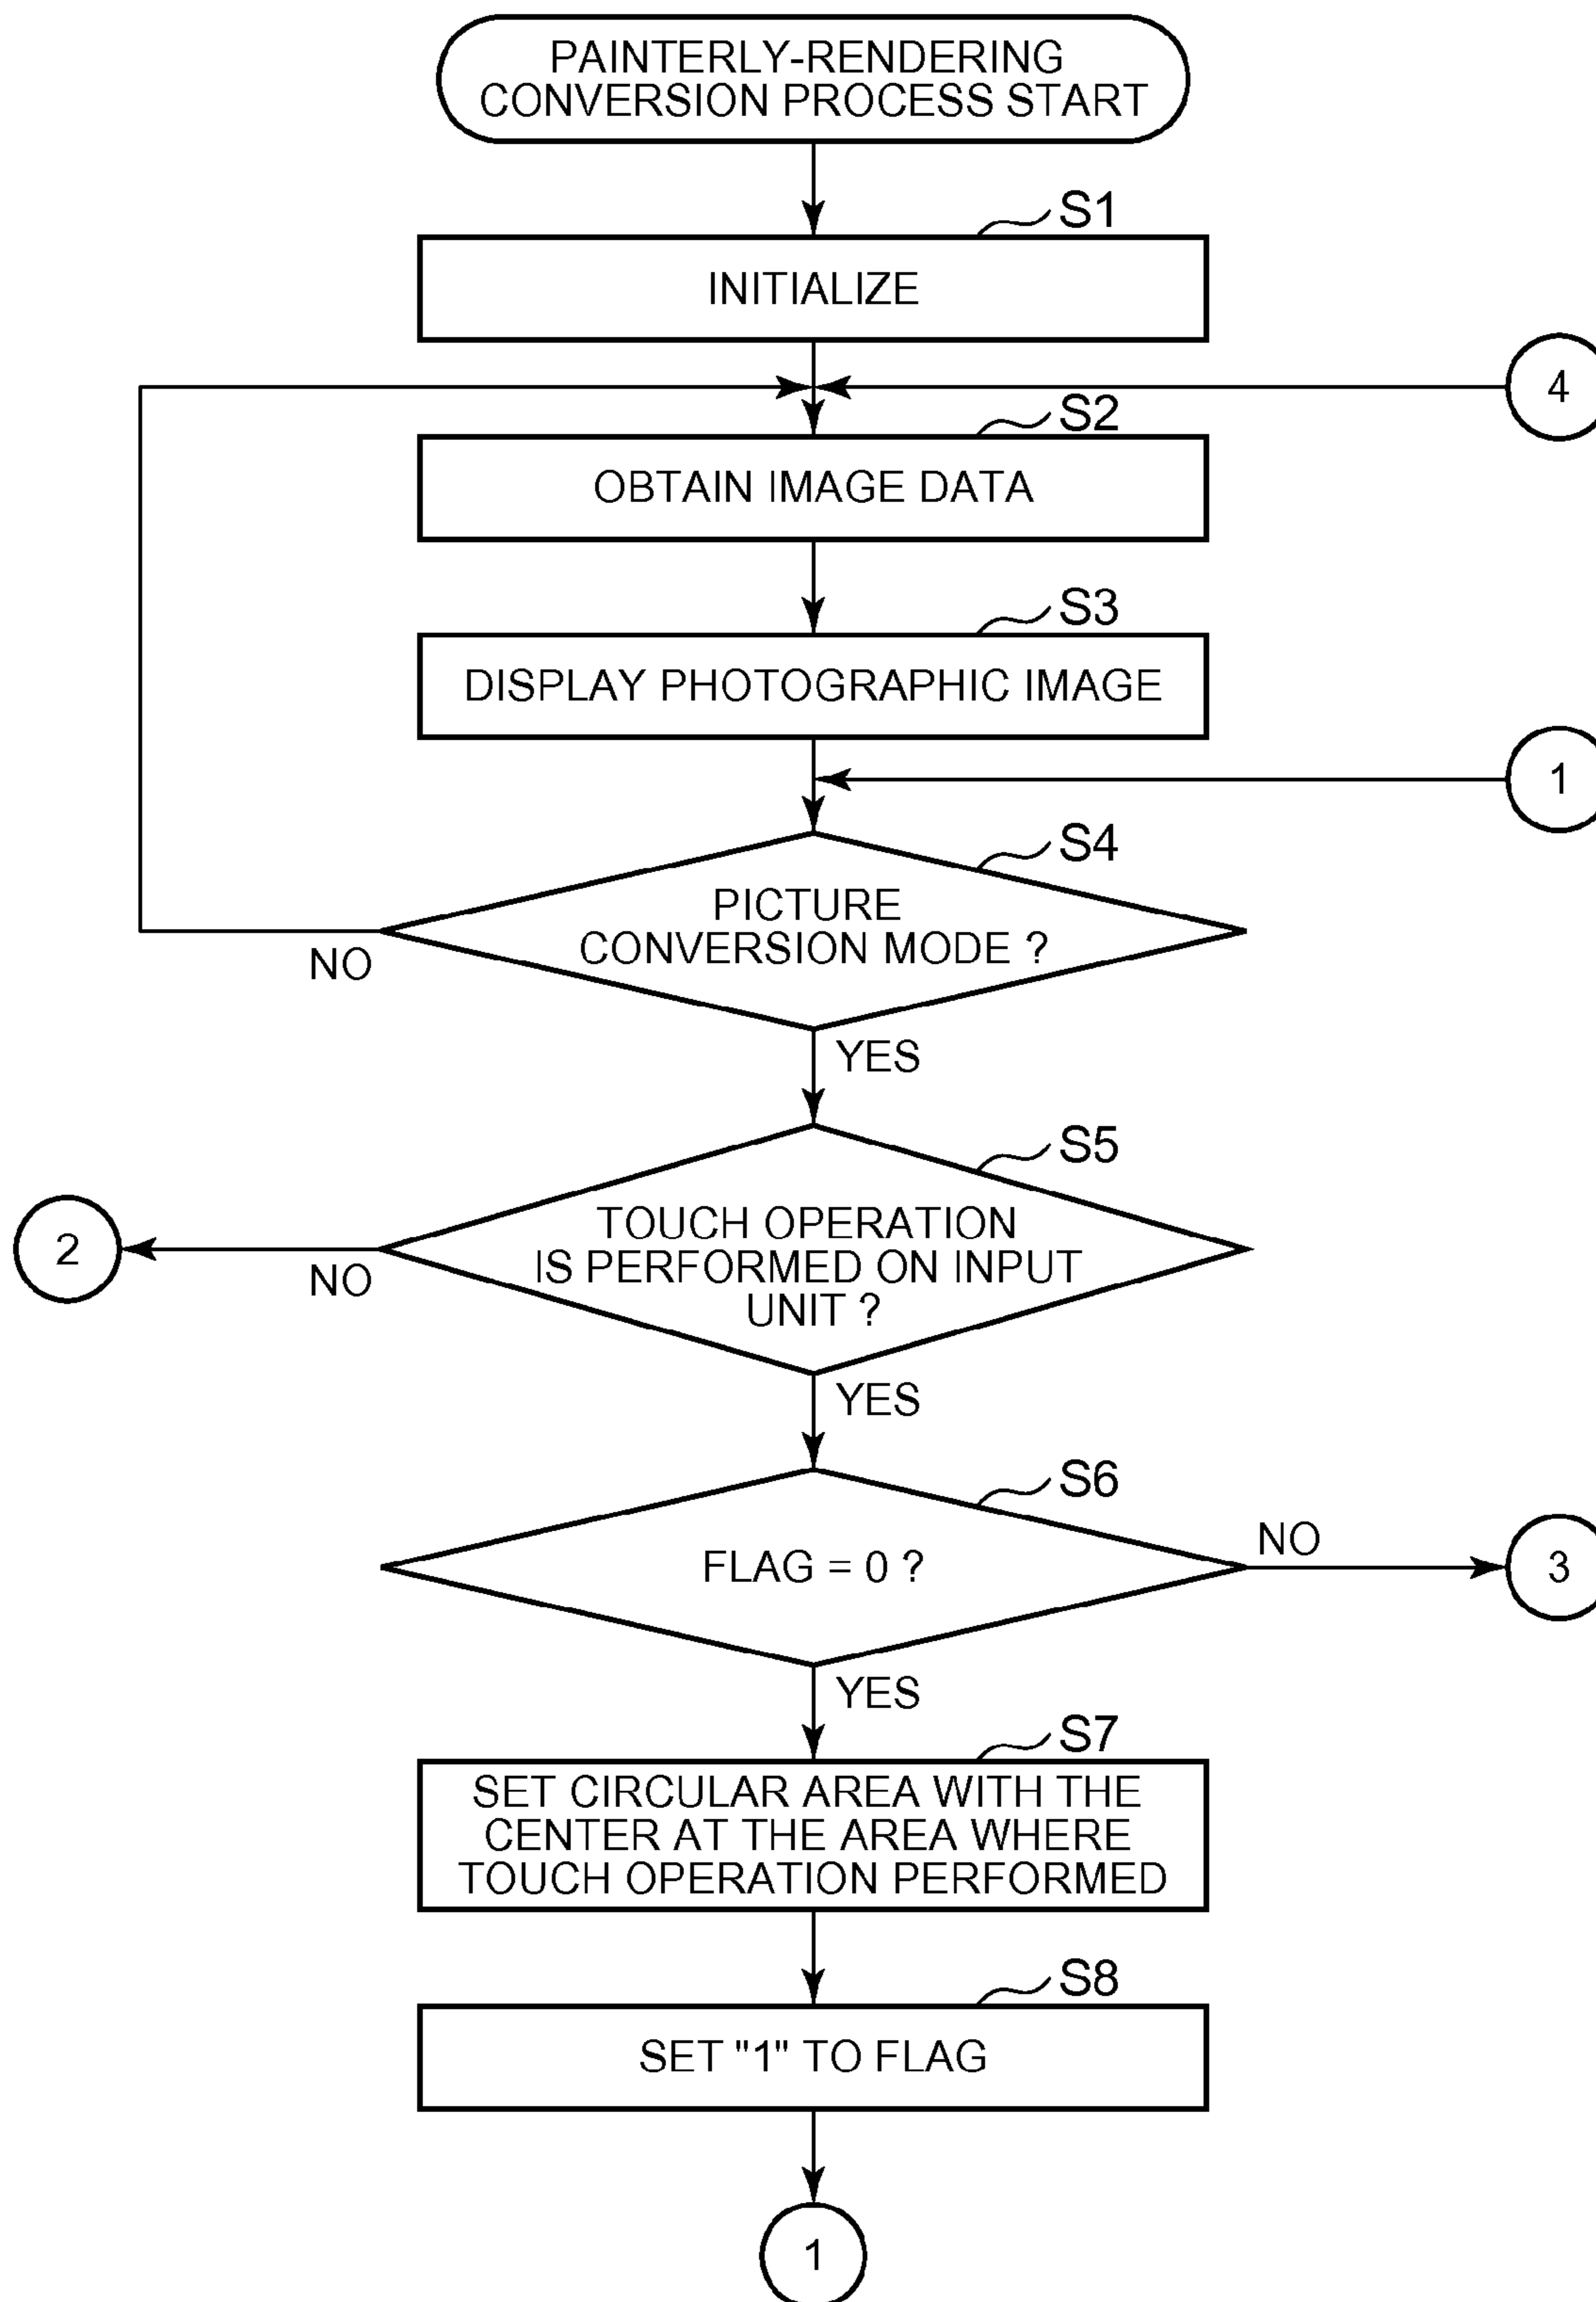 PAINTERLY-RENDERING
CONVERSION PROCESS START
S1
INITIALIZE
4
S2
OBTAIN IMAGE DATA
S3
DISPLAY PHOTOGRAPHIC IMAGE
1
S4
PICTURE
CONVERSION MODE ?
NO
YES
S5
TOUCH OPERATION
IS PERFORMED ON INPUT
UNIT ?
2
NO
YES
S6
FLAG = 0 ?
NO
3
YES
S7
SET CIRCULAR AREA WITH THE
CENTER AT THE AREA WHERE
TOUCH OPERATION PERFORMED
S8
SET "1" TO FLAG
1